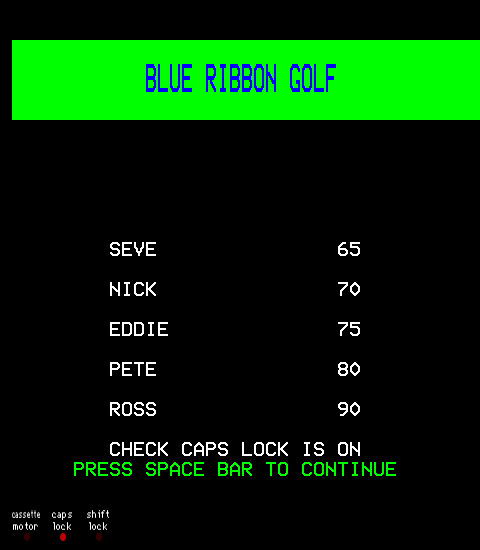 BLUE RIBBON GOLF
SEVE 65
NICK 70
EDDIE 75
PETE 80
ROSS 90
CHECK CAPS LOCK IS ON
PRESS SPACE BAR TO CONTINUE
cassette caps shift
motor lock lock